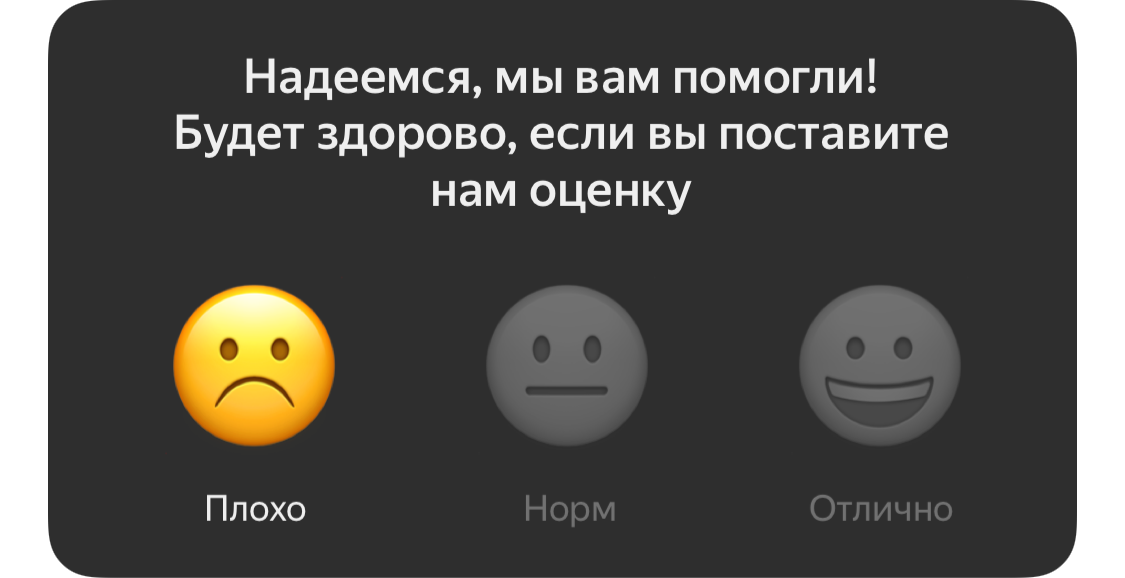 Надеемся, мы вам помогли!
Будет здорово, если вы поставите
нам оценку
Плохо
Норм
Отлично